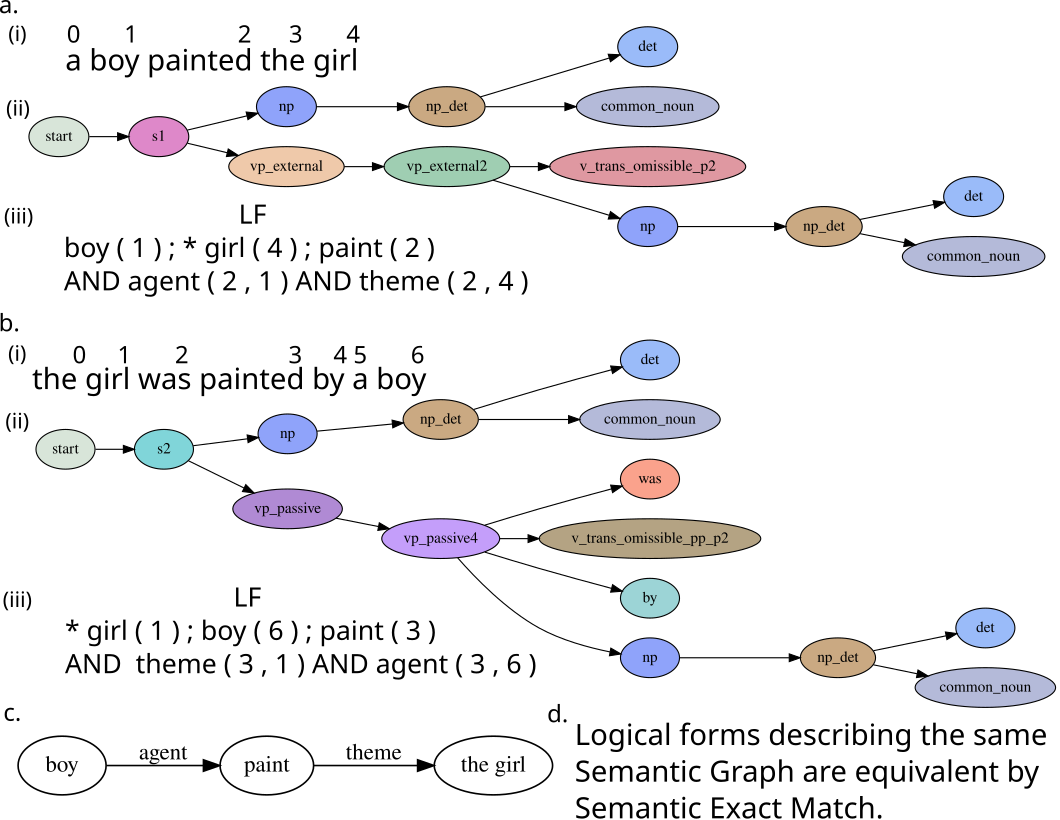 a.
(i)
0 1 2 3 4
a boy painted the girl
(ii)
start
s1
np
np_det
det
common_noun
vp_external
vp_external2
v_trans_omissible_p2
np
np_det
det
common_noun
(iii)
LF
boy ( 1 ) ; * girl ( 4 ) ; paint ( 2 )
AND agent ( 2 , 1 ) AND theme ( 2 , 4 )
b.
(i)
0 1 2 3 4 5 6
the girl was painted by a boy
(ii)
start
s2
np
np_det
det
common_noun
vp_passive
vp_passive4
was
v_trans_omissible_pp_p2
by
np
np_det
det
common_noun
(iii)
LF
* girl ( 1 ) ; boy ( 6 ) ; paint ( 3 )
AND theme ( 3 , 1 ) AND agent ( 3 , 6 )
c.
boy
agent
paint
theme
the girl
d.
Logical forms describing the same
Semantic Graph are equivalent by
Semantic Exact Match.